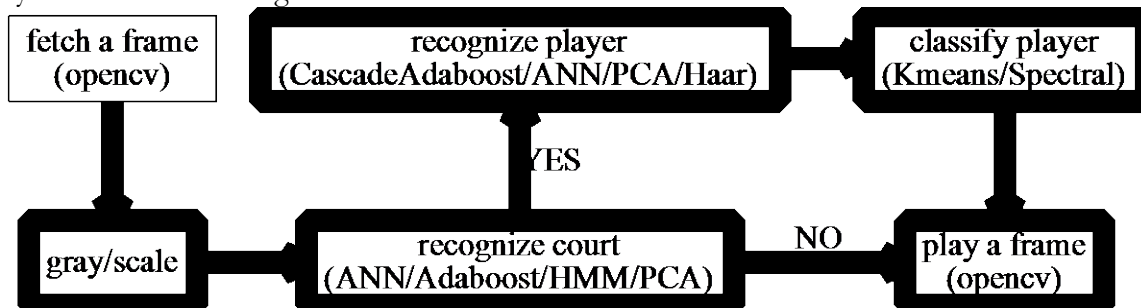 fetch a frame
(opencv)
recognize player
(CascadeAdaboost/ANN/PCA/Haar)
classify player
(Kmeans/Spectral)
YES
gray/scale
recognize court
(ANN/Adaboost/HMM/PCA)
NO
play a frame
(opencv)